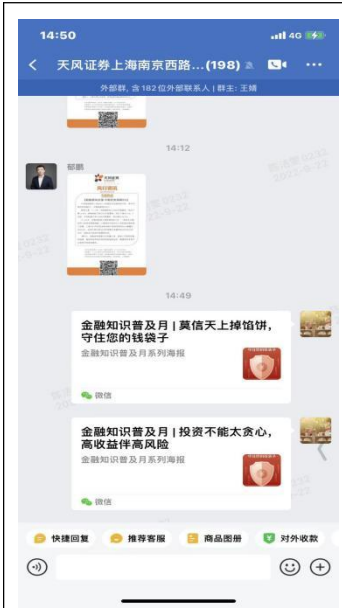 14:50
4G
天风证券上海南京西路...(198)
外部群, 含182位外部联系人 | 群主: 王婧
14:12
郁鹏
14:49
金融知识普及月 | 莫信天上掉馅饼,
守住您的钱袋子
金融知识普及月系列海报
微信
金融知识普及月 | 投资不能太贪心,
高收益伴高风险
金融知识普及月系列海报
微信
快捷回复
推荐客服
商品图册
对外收款